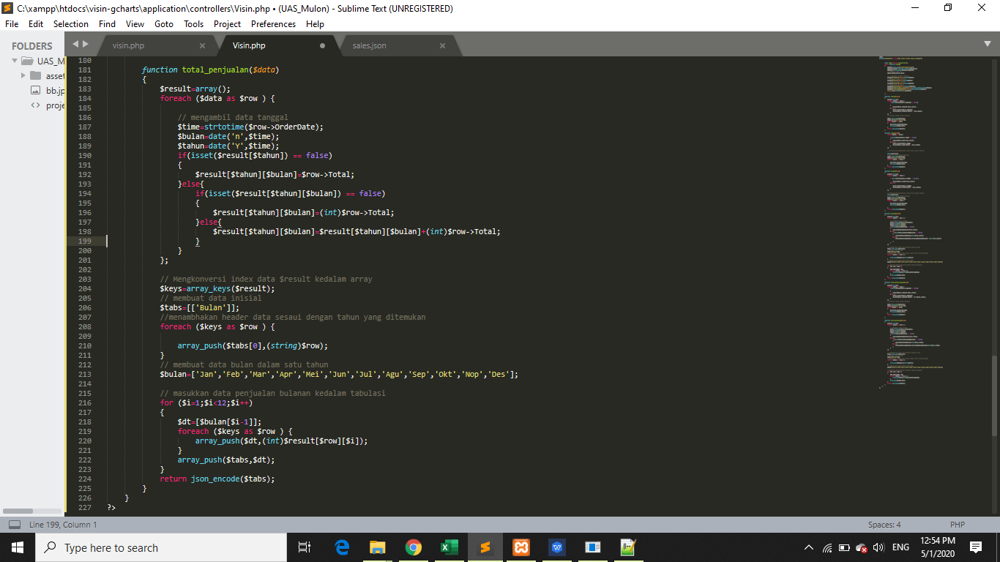 C:\xampp\htdocs\visin-gcharts\application\controllers\Visin.php • (UAS_Mulon) - Sublime Text (UNREGISTERED)
File Edit Selection Find View Goto Tools Project Preferences Help
FOLDERS
UAS_M
asset
bb.jp
proje
visin.php
Visin.php
sales.json
180
181 function total_penjualan($data)
182 {
183 $result=array();
184 foreach ($data as $row ) {
185
186 // mengambil data tanggal
187 $time=strtotime($row->OrderDate);
188 $bulan=date('n',$time);
189 $tahun=date('Y',$time);
190 if(isset($result[$tahun]) == false)
191 {
192 $result[$tahun][$bulan]=$row->Total;
193 }else{
194 if(isset($result[$tahun][$bulan]) == false)
195 {
196 $result[$tahun][$bulan]=(int)$row->Total;
197 }else{
198 $result[$tahun][$bulan]=$result[$tahun][$bulan]+(int)$row->Total;
199 }
200 }
201 };
202
203 // Mengkonversi index data $result kedalam array
204 $keys=array_keys($result);
205 // membuat data inisial
206 $tabs=[['Bulan']];
207 //menambhakan header data sesaui dengan tahun yang ditemukan
208 foreach ($keys as $row ) {
209
210 array_push($tabs[0],(string)$row);
211 }
212 // membuat data bulan dalam satu tahun
213 $bulan=['Jan','Feb','Mar','Apr','Mei','Jun','Jul','Agu','Sep','Okt','Nop','Des'];
214
215 // masukkan data penjualan bulanan kedalam tabulasi
216 for ($i=1;$i<12;$i++)
217 {
218 $dt=[$bulan[$i-1]];
219 foreach ($keys as $row ) {
220 array_push($dt,(int)$result[$row][$i]);
221 }
222 array_push($tabs,$dt);
223 }
224 return json_encode($tabs);
225 }
226 }
227 ?>
Line 199, Column 1
Spaces: 4
PHP
Type here to search
ENG
12:54 PM
5/1/2020